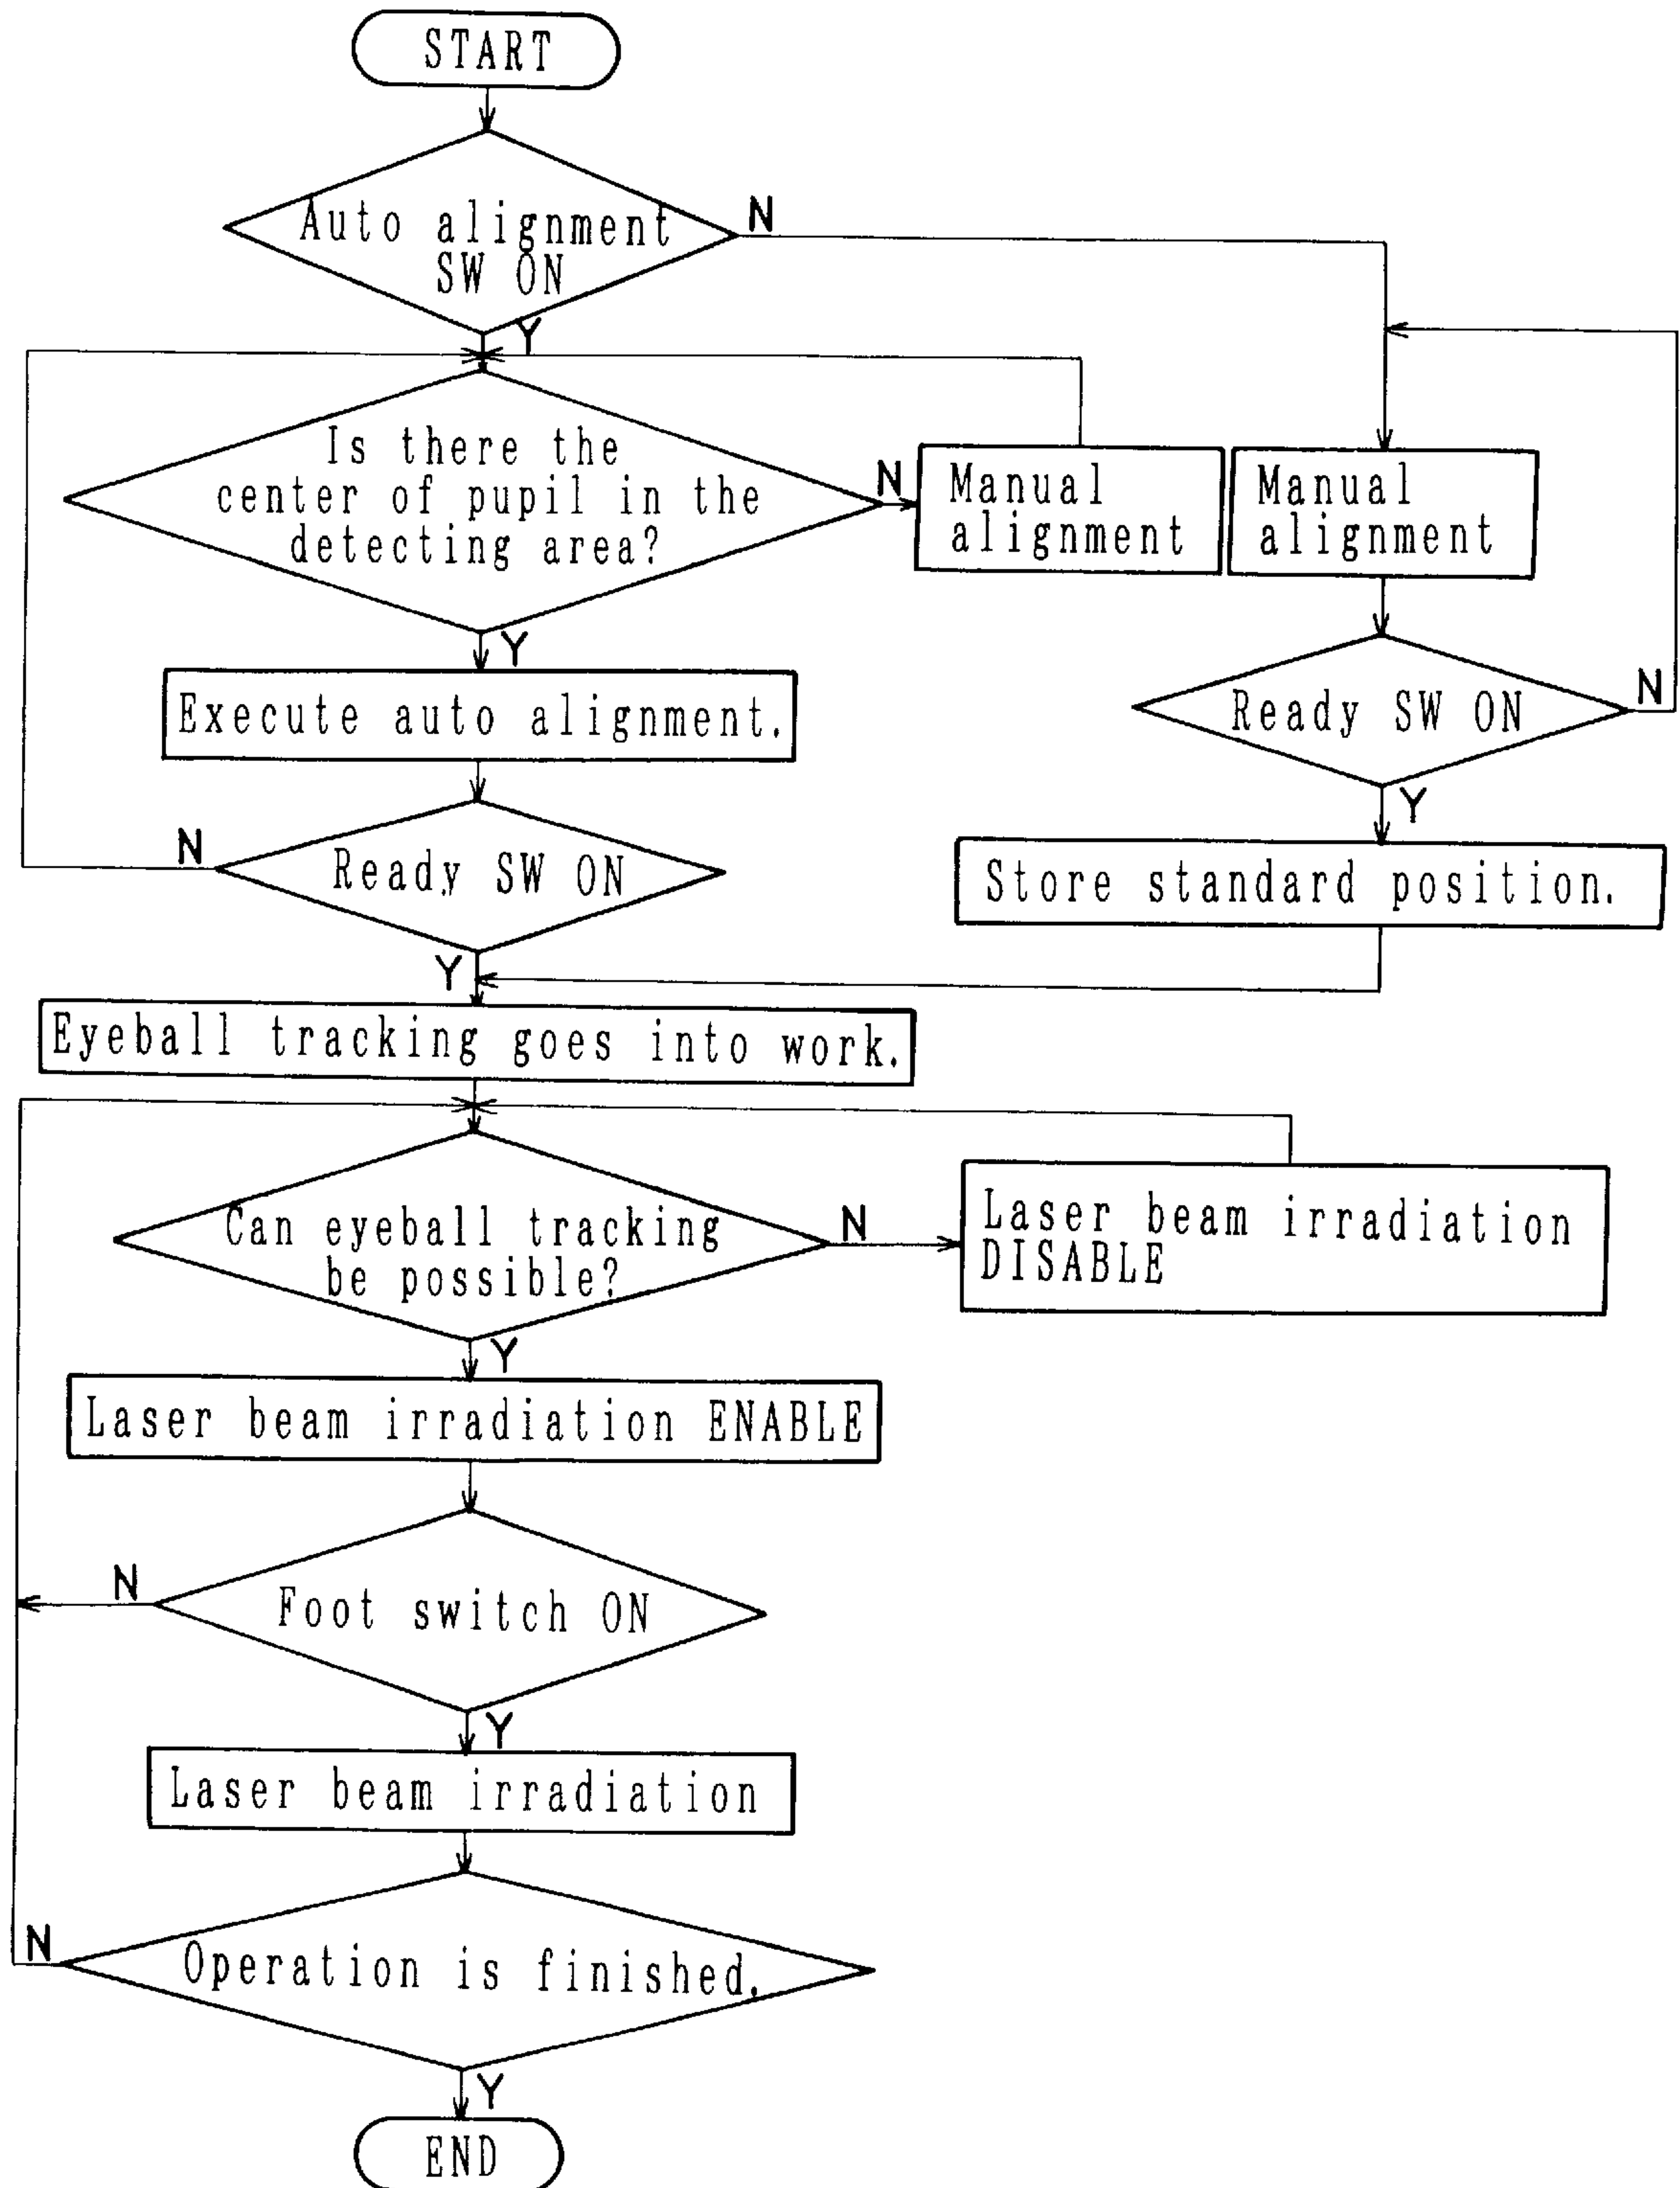 START
Auto alignment
SW ON
N
Y
Is there the
center of pupil in the
detecting area?
N
Manual
alignment
Manual
alignment
Y
Execute auto alignment.
Ready SW ON
N
Y
Ready SW ON
N
Y
Store standard position.
Eyeball tracking goes into work.
Can eyeball tracking
be possible?
N
Laser beam irradiation
DISABLE
Y
Laser beam irradiation ENABLE
N
Foot switch ON
Y
Laser beam irradiation
N
Operation is finished.
Y
END